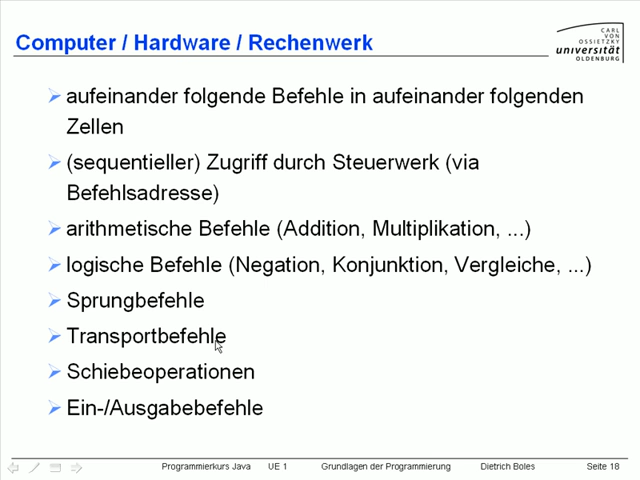 Computer / Hardware / Rechenwerk
CARL
VON
OSSIETZKY
universität
OLDENBURG
aufeinander folgende Befehle in aufeinander folgenden
Zellen
(sequentieller) Zugriff durch Steuerwerk (via
Befehlsadresse)
arithmetische Befehle (Addition, Multiplikation, ...)
logische Befehle (Negation, Konjunktion, Vergleiche, ...)
Sprungbefehle
Transportbefehle
Schiebeoperationen
Ein-/Ausgabebefehle
Programmierkurs Java UE 1 Grundlagen der Programmierung Dietrich Boles Seite 18